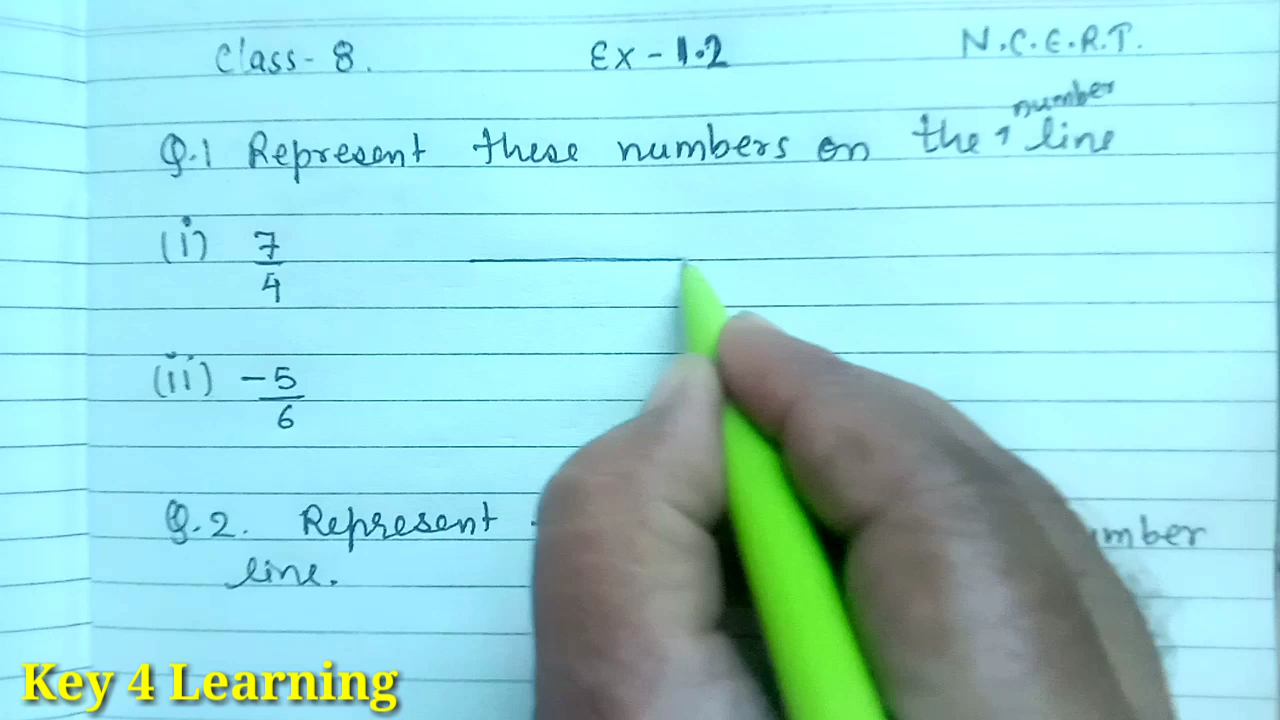 Class - 8. Ex - 1.2 N.C.E.R.T.
number
Q.1 Represent these numbers on the ↑ line
(i) 7/4
(ii) -5/6
Q.2. Represent
line.
Key 4 Learning